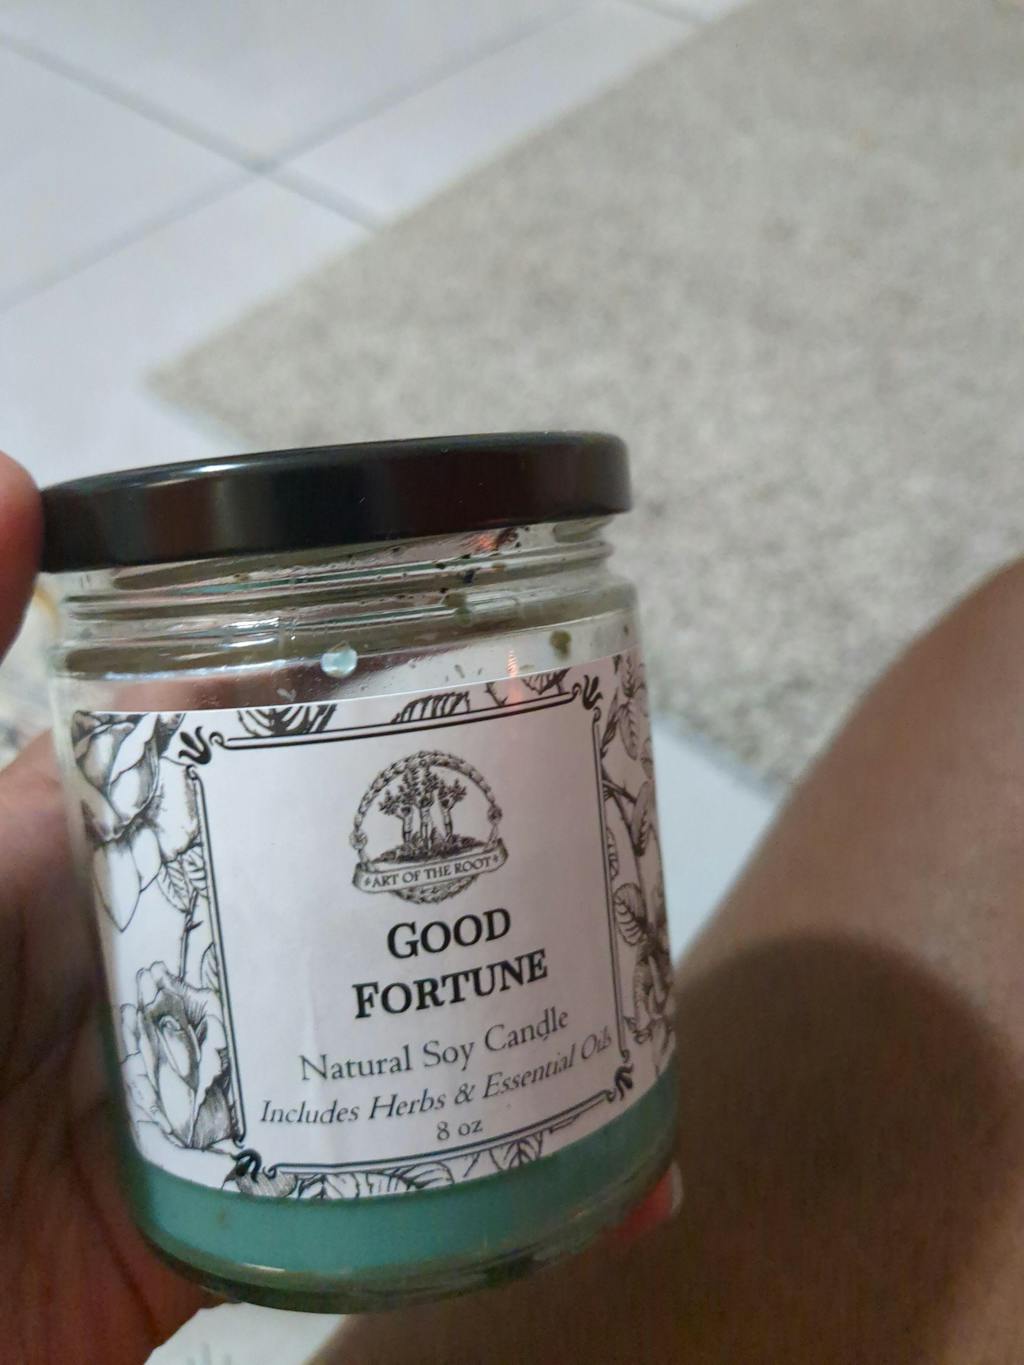 ART OF THE ROOT
GOOD
FORTUNE
Natural Soy Candle
Includes Herbs & Essential Oils
8 oz